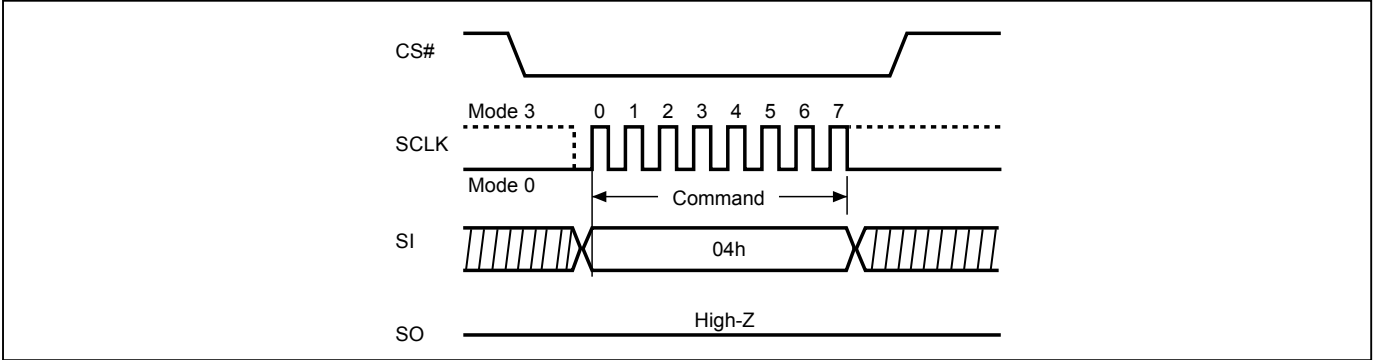 CS#
Mode 3 0 1 2 3 4 5 6 7
SCLK
Mode 0
Command
SI
04h
High-Z
SO